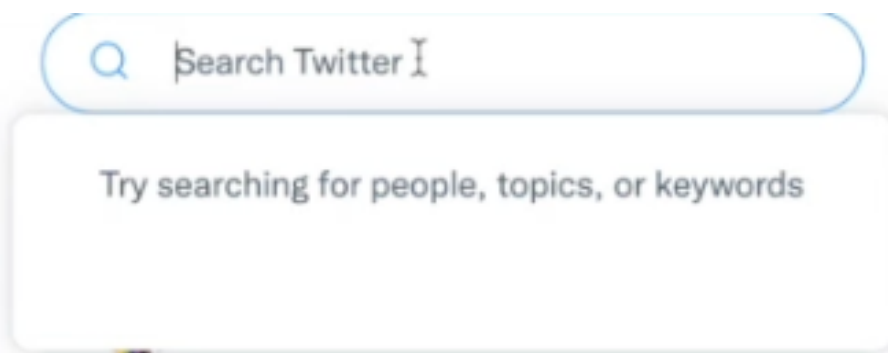 Search Twitter
Try searching for people, topics, or keywords